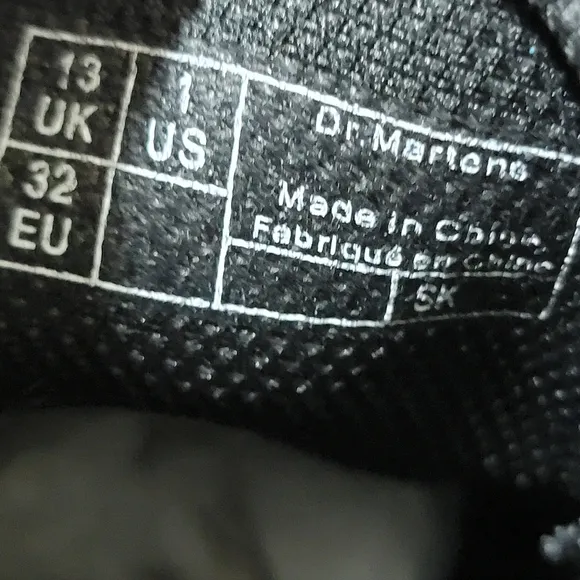 13
UK
1
US
32
EU
Dr. Martens
Made in China
Fabriqué en Chine
SK